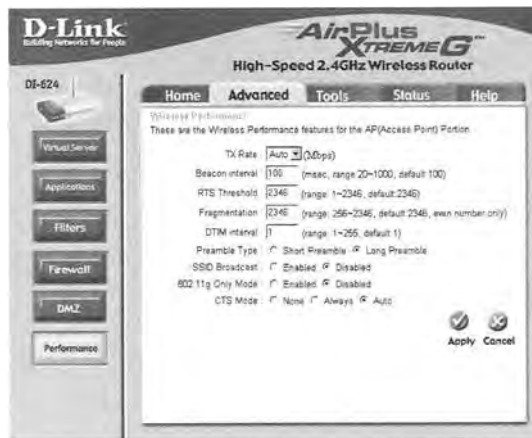 D-Link
Building Networks for People
AirPlus
XTREME G™
High-Speed 2.4GHz Wireless Router
DI-624
Home Advanced Tools Status Help
Wireless Performance
These are the Wireless Performance features for the AP(Access Point) Portion.
TX Rate : Auto (Mbps)
Beacon interval : 100 (msec, range 20~1000, default 100)
RTS Threshold : 2346 (range: 1~2346, default:2346)
Fragmentation : 2346 (range: 256~2346, default:2346, even number only)
DTIM interval : 1 (range: 1~255, default 1)
Preamble Type : Short Preamble Long Preamble
SSID Broadcast : Enabled Disabled
802.11g Only Mode : Enabled Disabled
CTS Mode : None Always Auto
Virtual Server
Applications
Filters
Firewall
DMZ
Performance
Apply Cancel